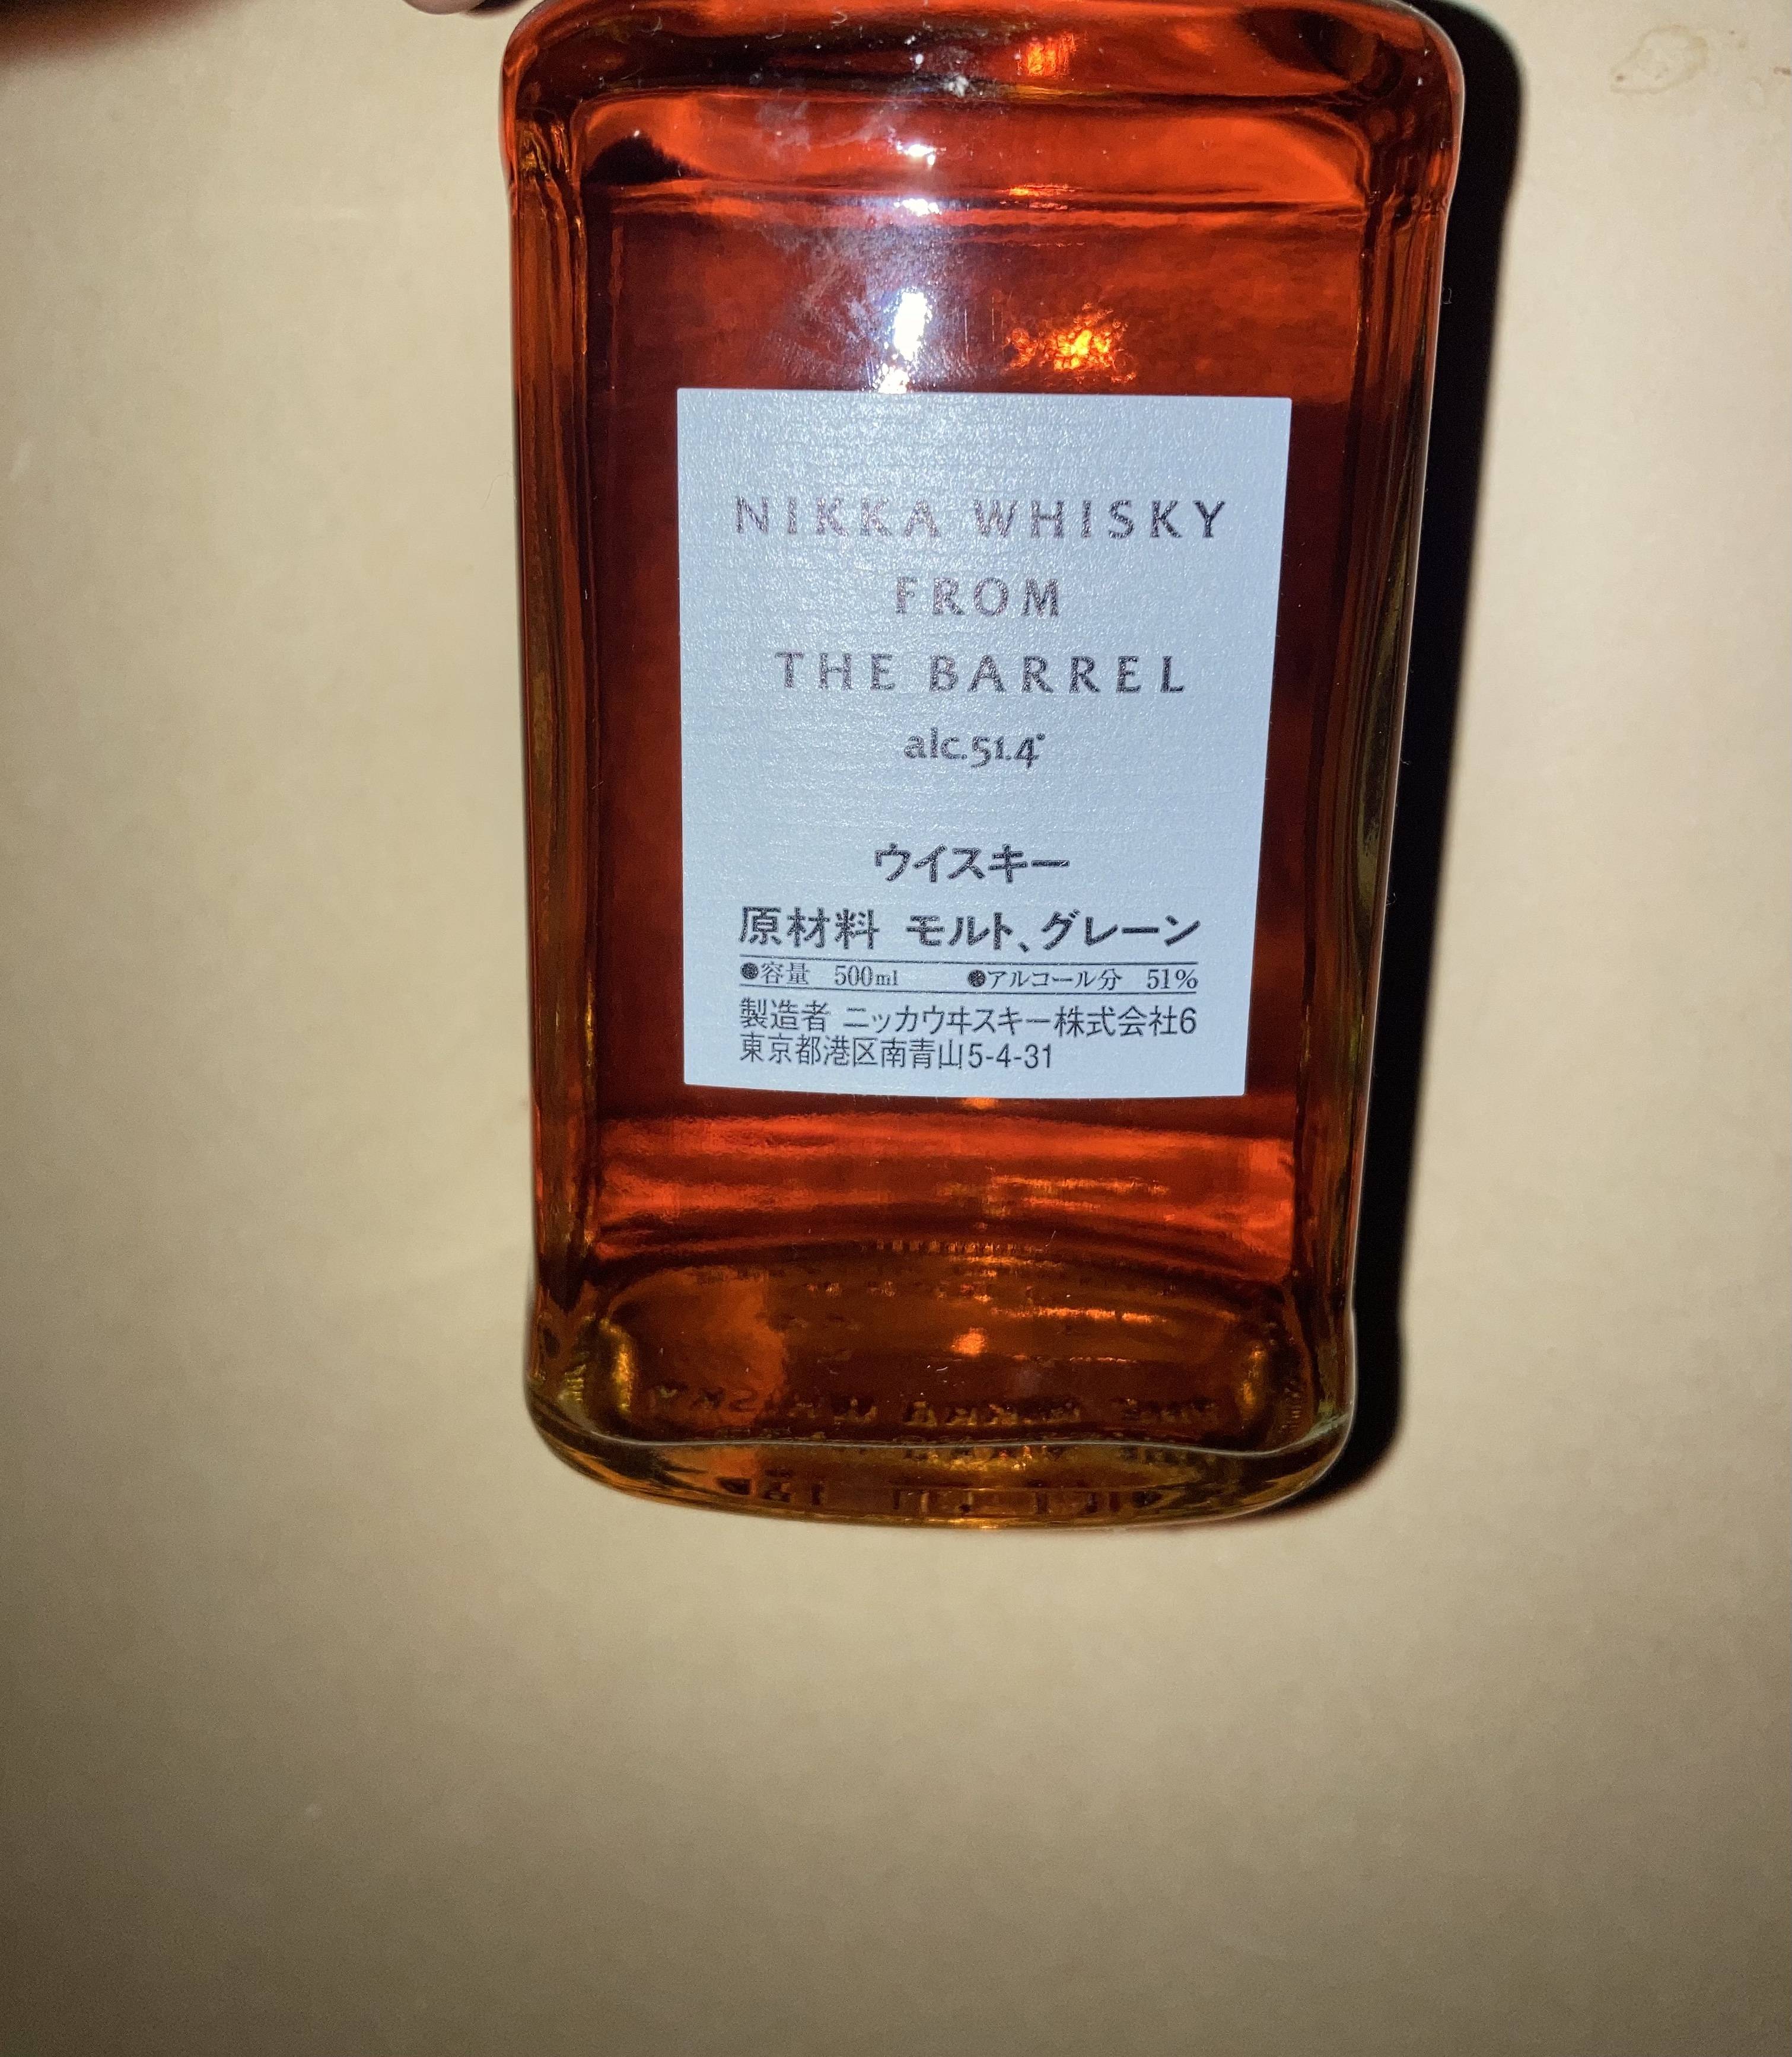 NIKKA WHISKY
FROM
THE BARREL
alc.51.4°
ウイスキー
原材料 モルト、グレーン
●容量 500ml ●アルコール分 51%
製造者 ニッカウヰスキー株式会社6
東京都港区南青山5-4-31